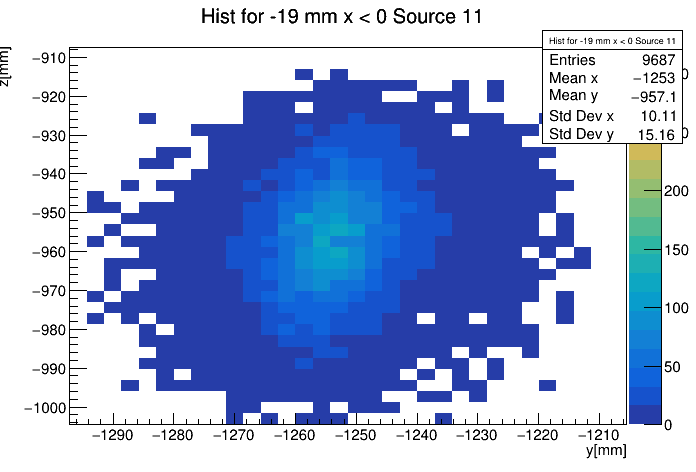 Hist for -19 mm x < 0 Source 11
z[mm]
Hist for -19 mm x < 0 Source 11
Entries 9687
Mean x −1253
Mean y −957.1
Std Dev x 10.11
Std Dev y 15.16
−910
−920
−930
−940
−950
−960
−970
−980
−990
−1000
−1290
−1280
−1270
−1260
−1250
−1240
−1230
−1220
−1210
y[mm]
200
150
100
50
0